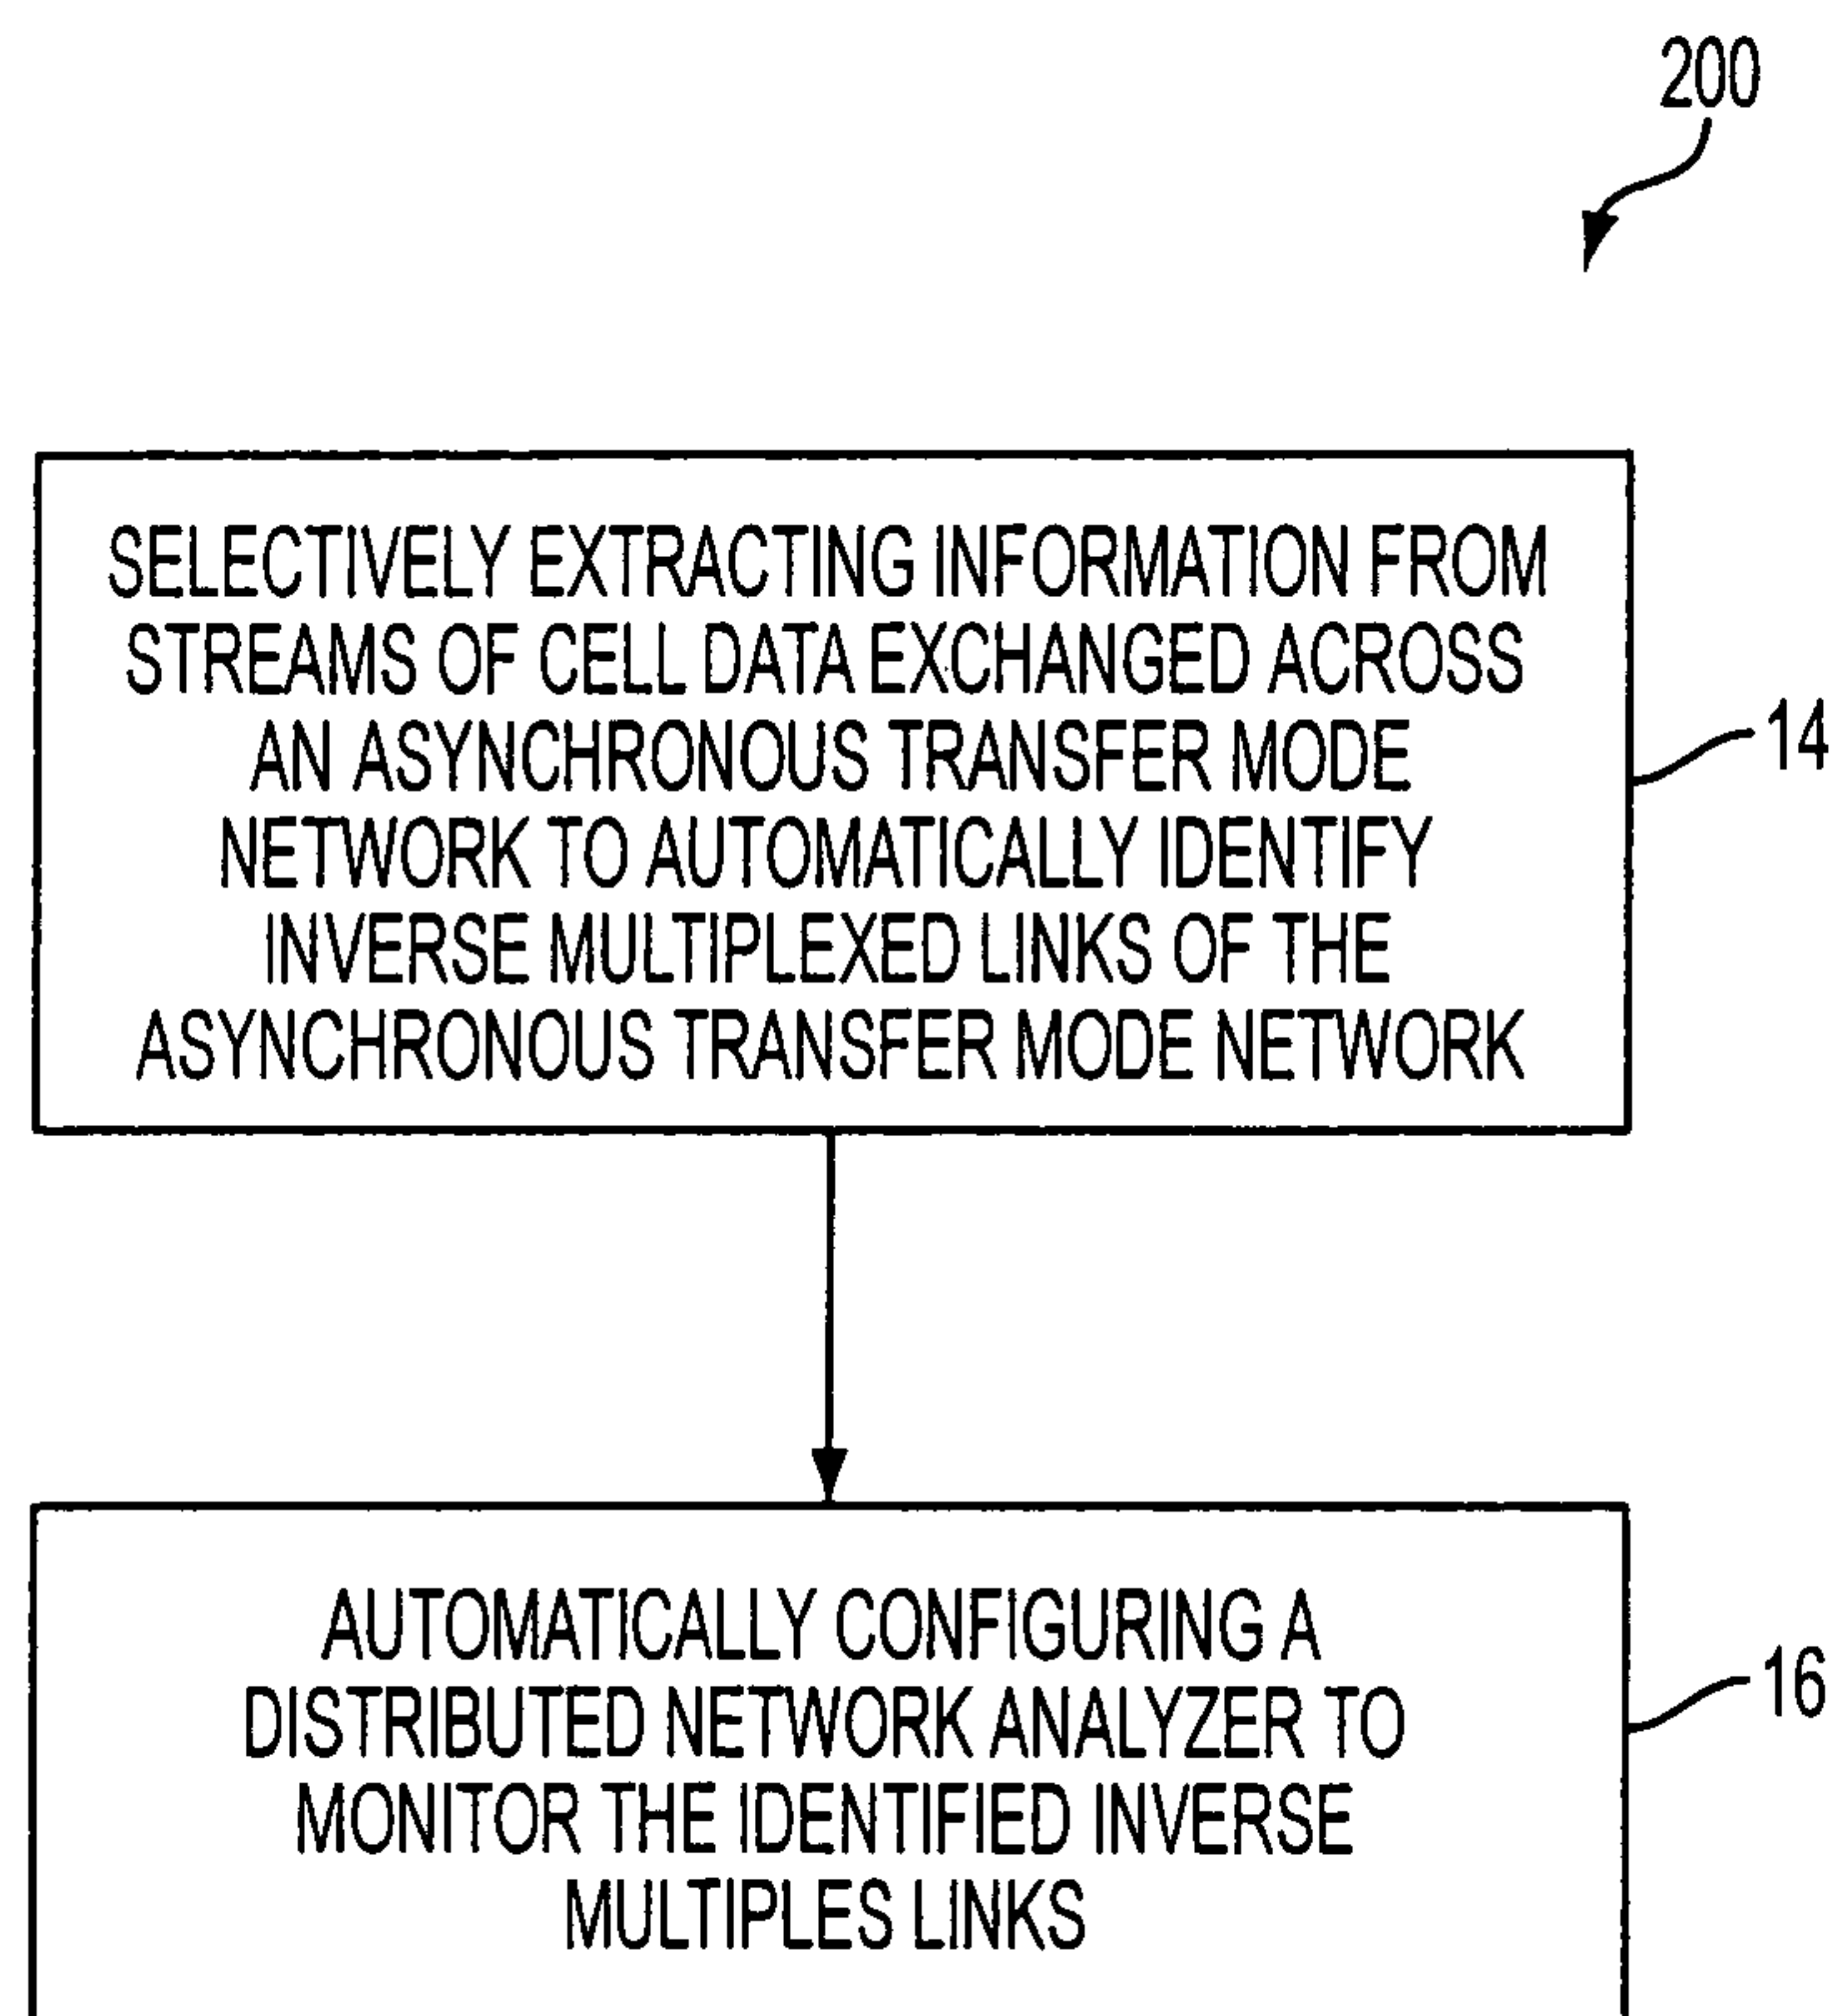 200
SELECTIVELY EXTRACTING INFORMATION FROM
STREAMS OF CELL DATA EXCHANGED ACROSS
AN ASYNCHRONOUS TRANSFER MODE
NETWORK TO AUTOMATICALLY IDENTIFY
INVERSE MULTIPLEXED LINKS OF THE
ASYNCHRONOUS TRANSFER MODE NETWORK
14
AUTOMATICALLY CONFIGURING A
DISTRIBUTED NETWORK ANALYZER TO
MONITOR THE IDENTIFIED INVERSE
MULTIPLES LINKS
16